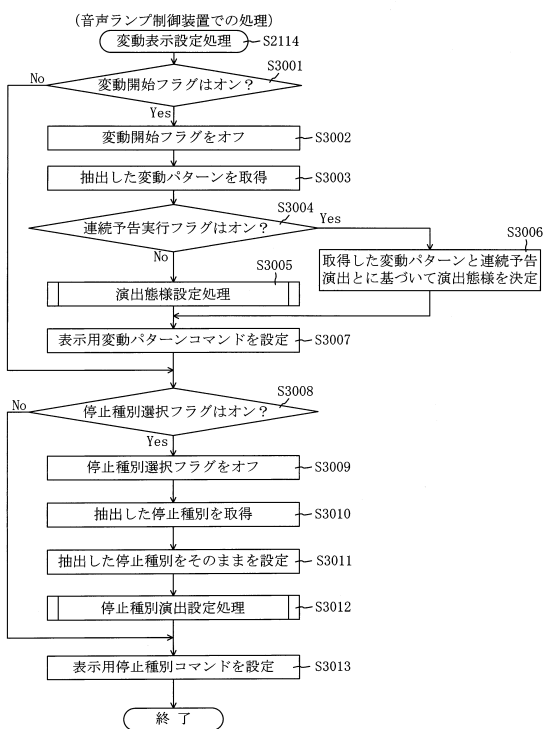 (音声ランプ制御装置での処理)
変動表示設定処理
S2114
S3001
変動開始フラグはオン?
No
Yes
変動開始フラグをオフ
S3002
抽出した変動パターンを取得
S3003
S3004
連続予告実行フラグはオン?
Yes
No
S3006
取得した変動パターンと連続予告
演出とに基づいて演出態様を決定
S3005
演出態様設定処理
表示用変動パターンコマンドを設定
S3007
S3008
停止種別選択フラグはオン?
No
Yes
停止種別選択フラグをオフ
S3009
抽出した停止種別を取得
S3010
抽出した停止種別をそのままを設定
S3011
停止種別演出設定処理
S3012
表示用停止種別コマンドを設定
S3013
終 了